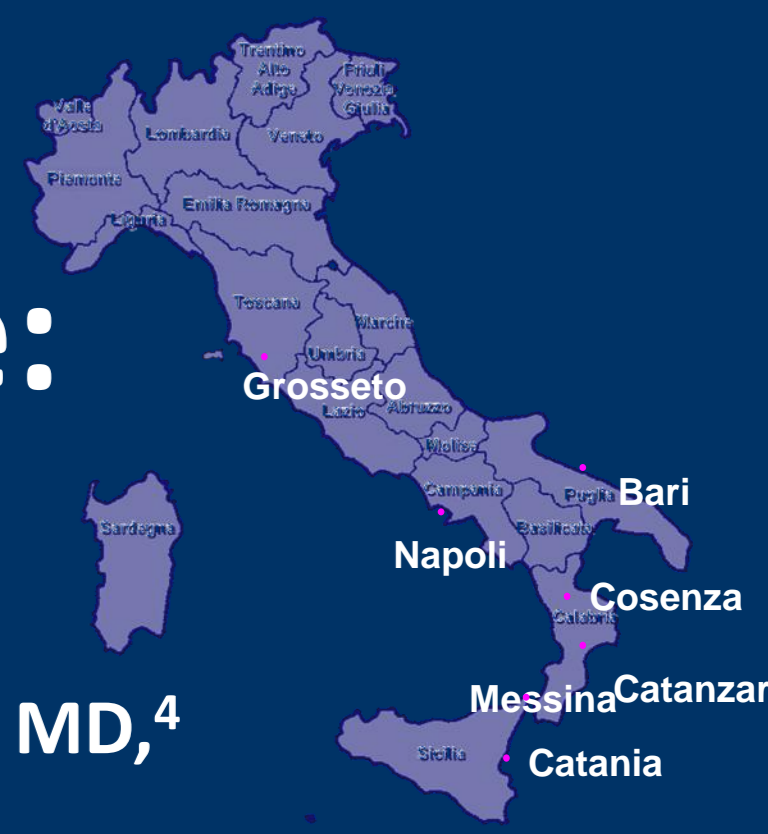 Trentino
Alto
Adige
Friuli
Venezia
Giulia
Valle
d'Aosta
Lombardia
Veneto
Piemonte
Emilia Romagna
Liguria
Toscana
Marche
e:
Umbria
Grosseto
Lazio
Abruzzo
Molise
Campania
Puglia
Bari
Sardegna
Basilicata
Napoli
Cosenza
Calabria
Messina
Catanzar
MD,4
Sicilia
Catania